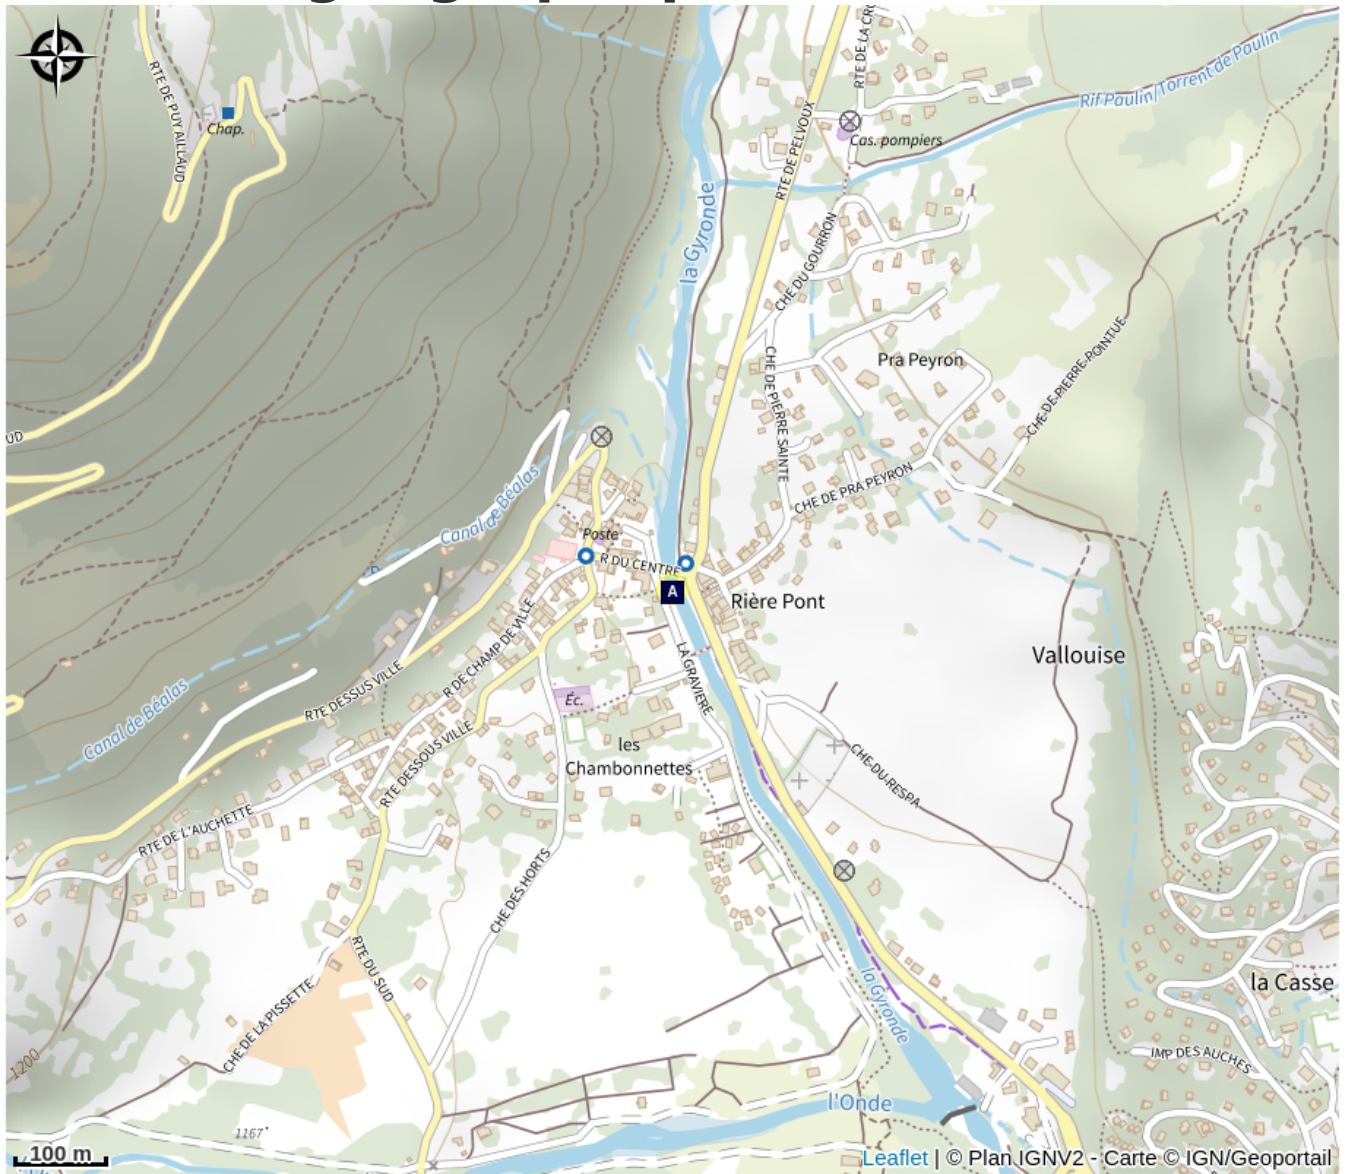 RTE DE LA CRO
RTE DE PUY AILLAUD
Rif Paulin/Torrent de Paulin
Chap.
RTE DE PELVOUX
Cas. pompiers
la Gyronde
CHE DU GOURRON
CHE DE PIERRE SAINTE
Pra Peyron
CHE-DE-PIERRE-POINTUE
UD
Canal de Béalas
CHE DE PRA PEYRON
Poste
R DU CENTRE
A
Rière Pont
R DE CHAMP DE VILLE
LA GRAVIÈRE
Vallouise
Canal de Béalas
RTE DESSUS VILLE
Éc.
RTE DESSOUS VILLE
les
Chambonnettes
CHE-DU-RESPA
RTE DE L'AUCHETTE
CHE DES HORTS
RTE DU SUD
la Gyronde
la Casse
CHE-DE LA PISSETTE
IMP DES AUCHES
1200
l'Onde
1167
100 m
Leaflet | © Plan IGNV2 - Carte © IGN/Geoportail